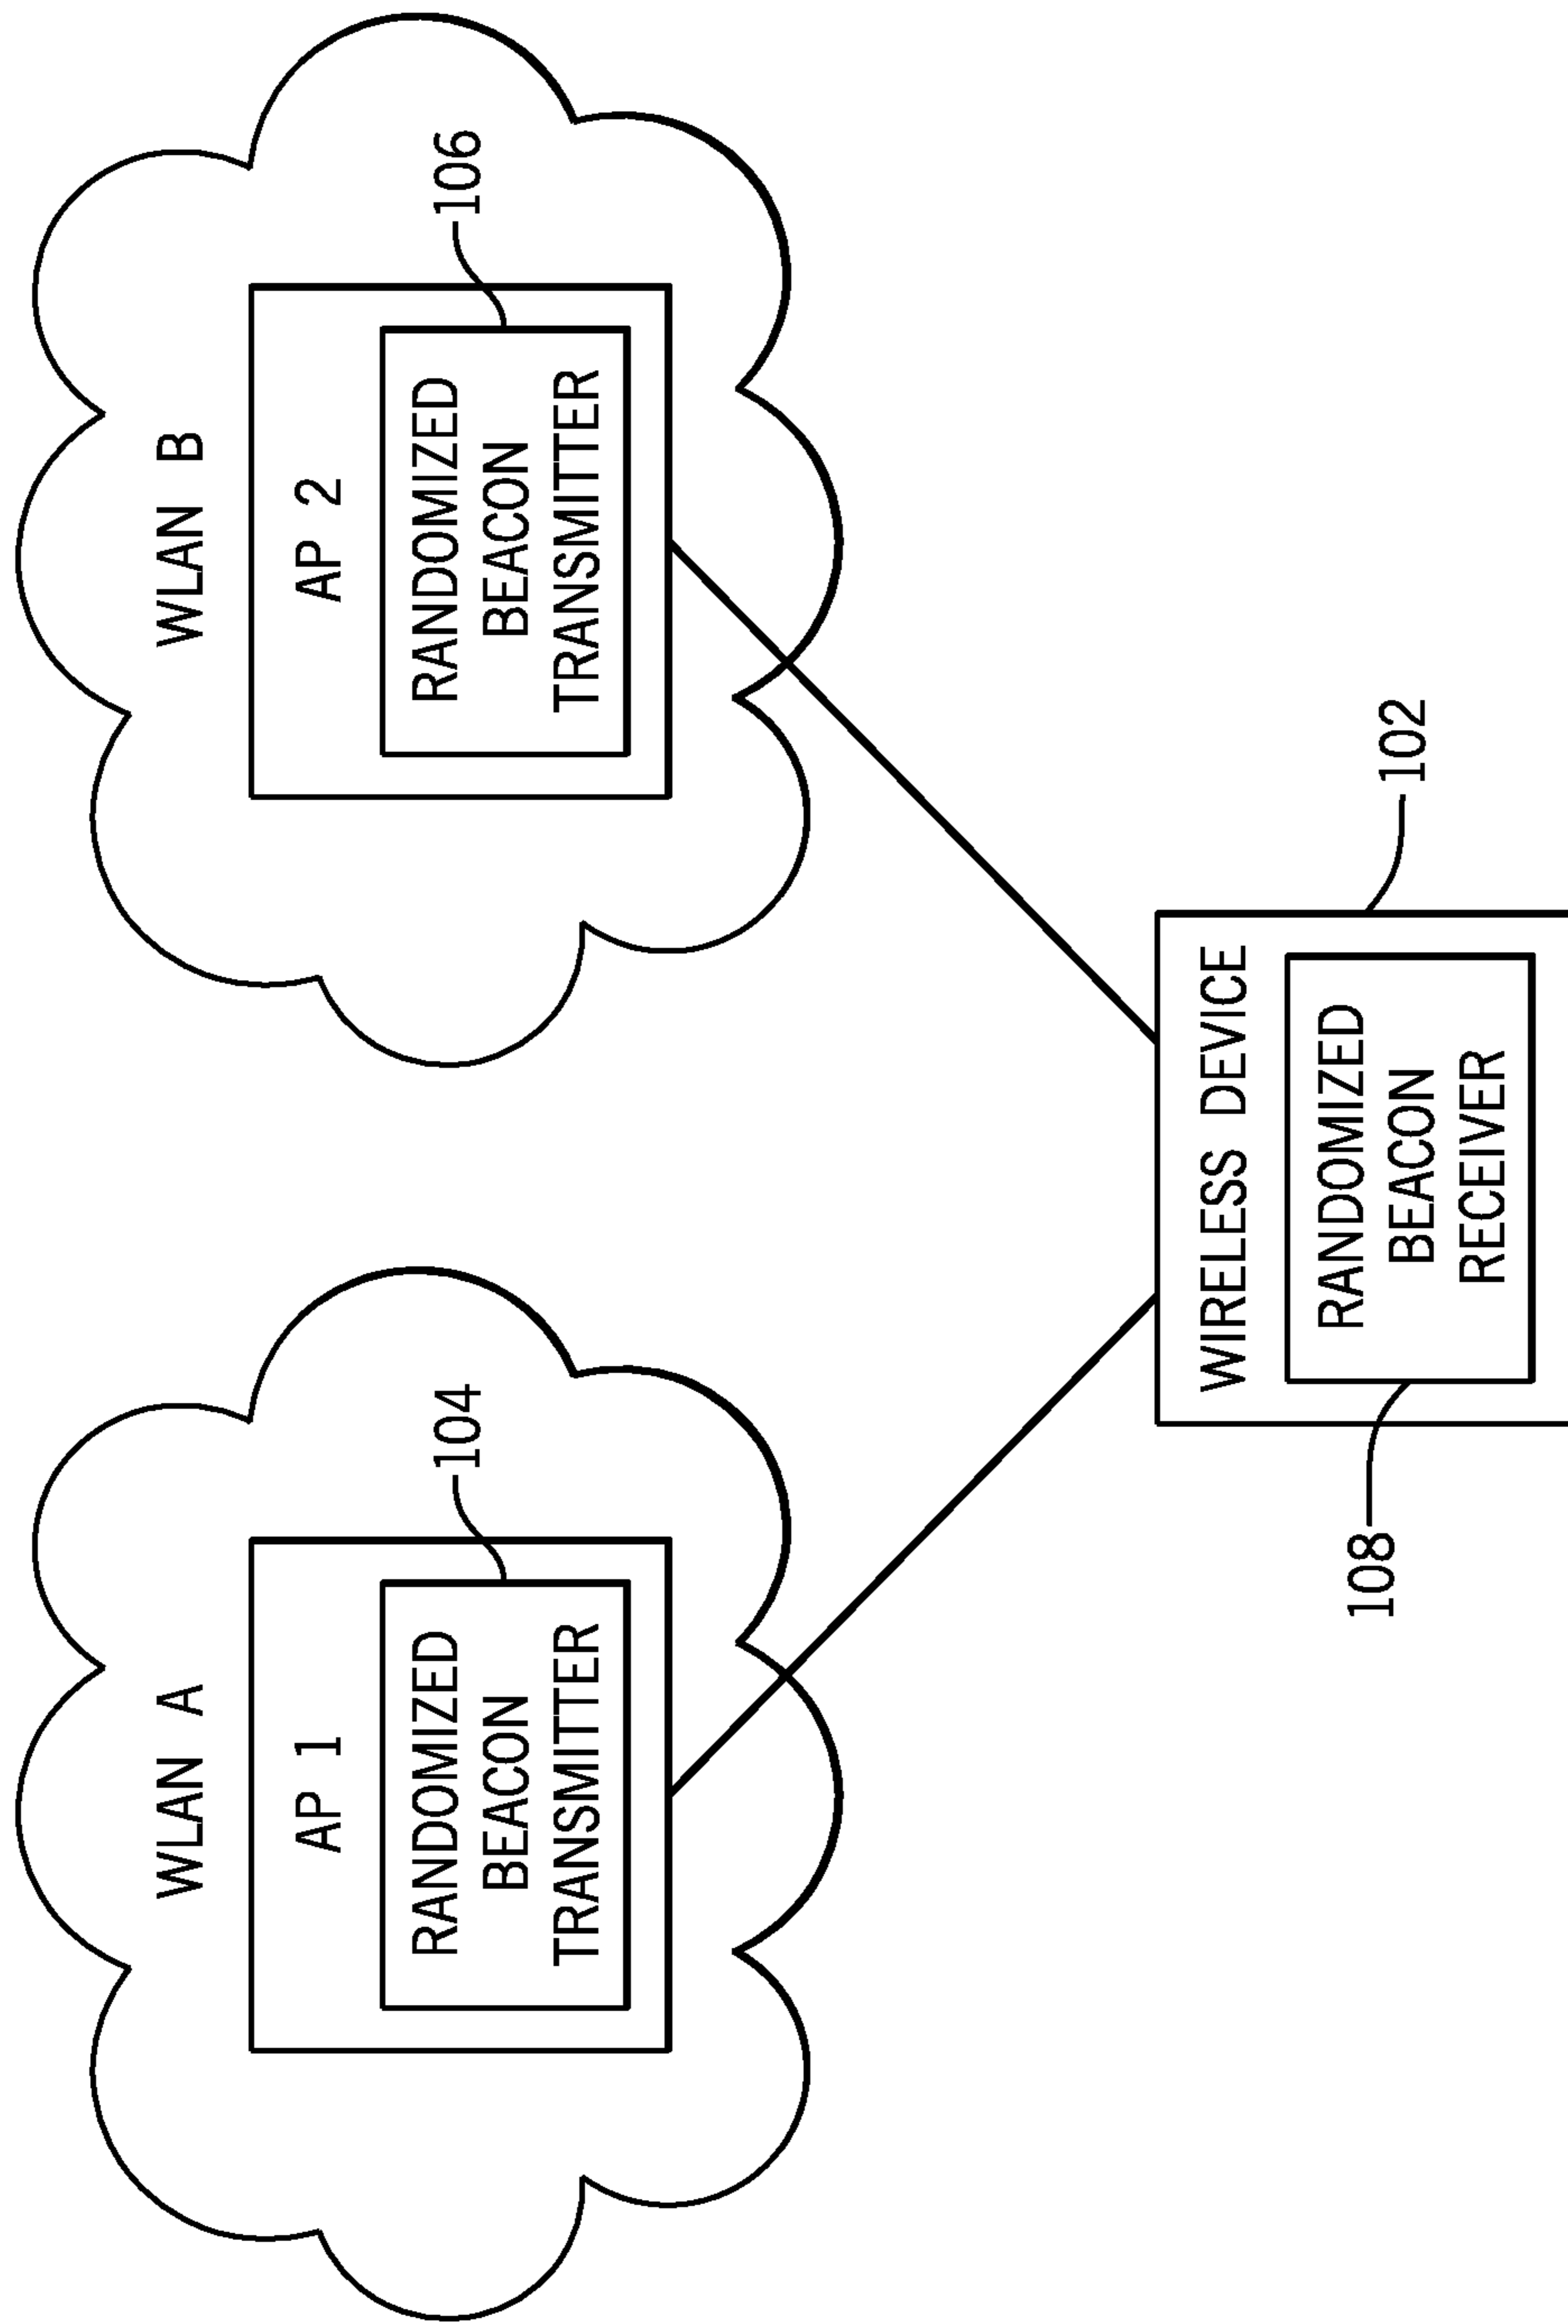 WLAN A
AP 1
RANDOMIZED
BEACON
TRANSMITTER
104
WLAN B
AP 2
RANDOMIZED
BEACON
TRANSMITTER
106
WIRELESS DEVICE
RANDOMIZED
BEACON
RECEIVER
108
102